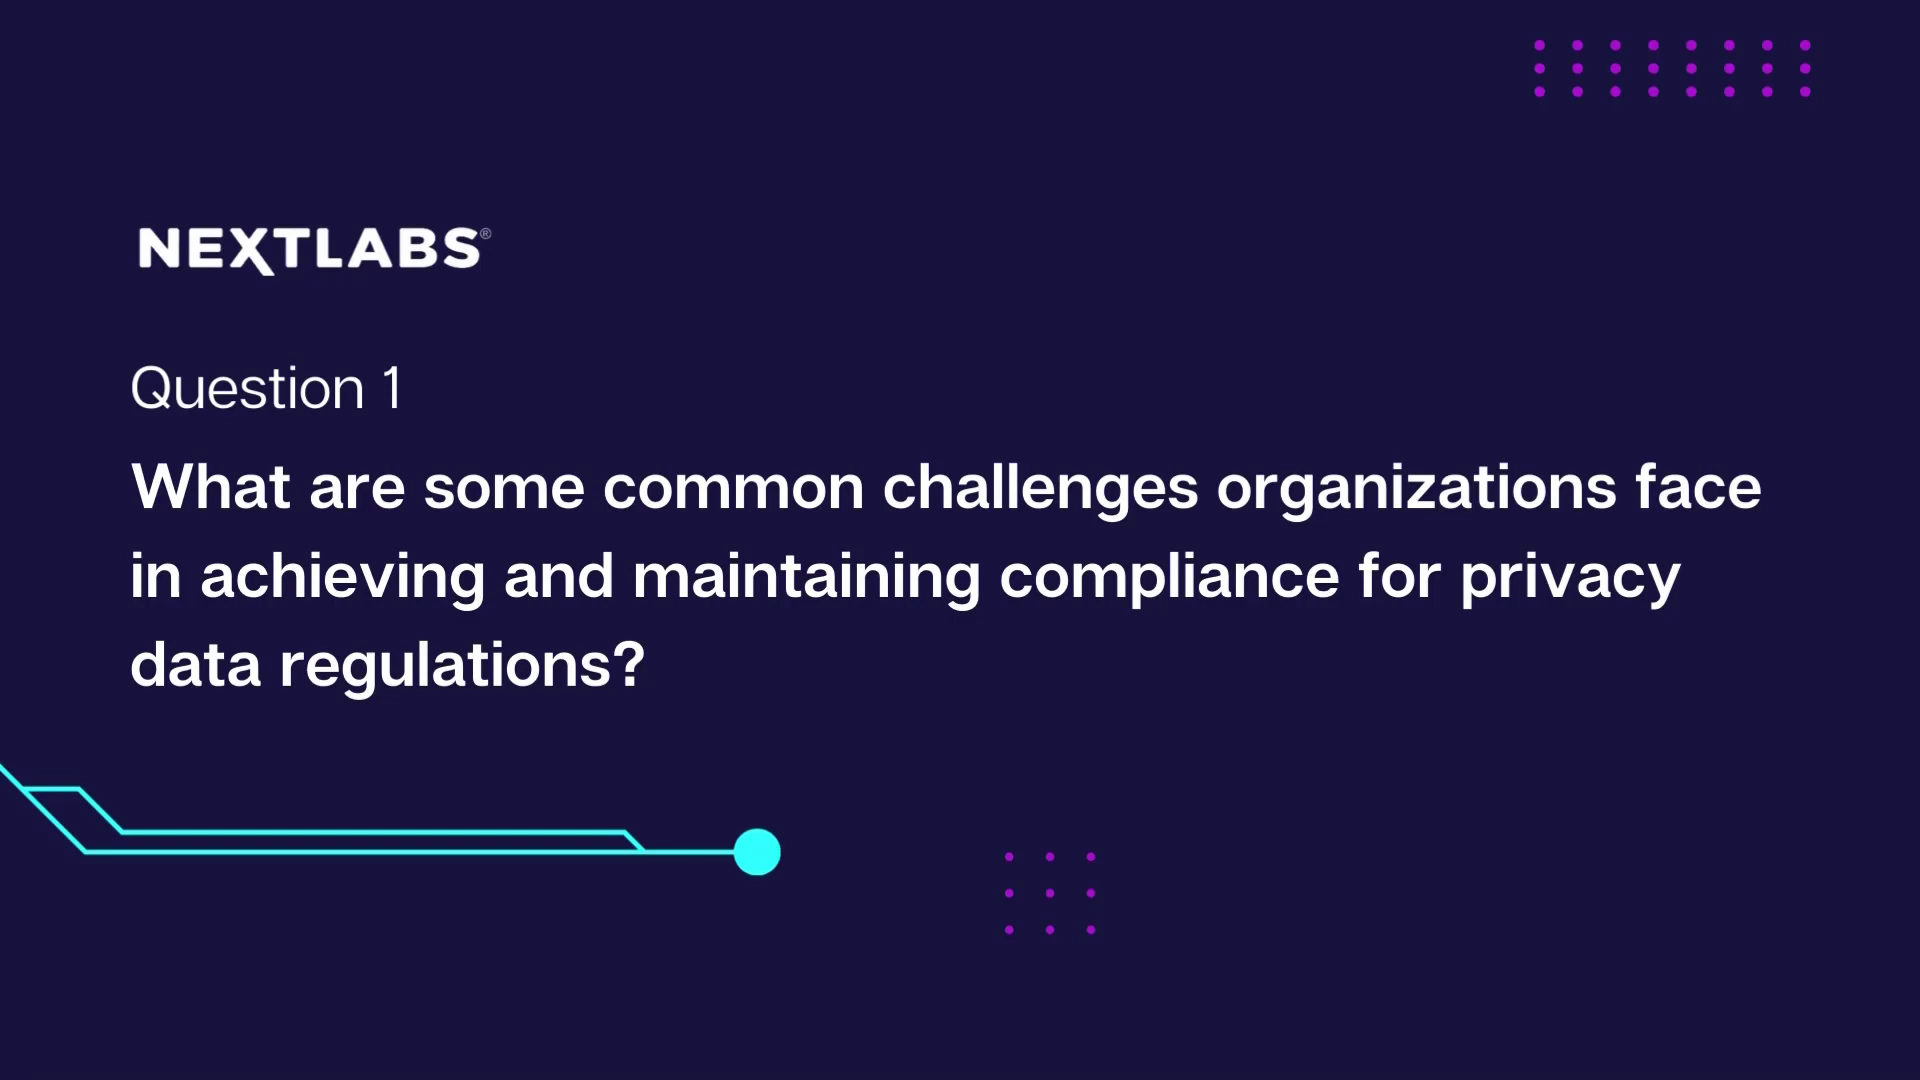 NEXTLABS®
Question 1
What are some common challenges organizations face
in achieving and maintaining compliance for privacy
data regulations?